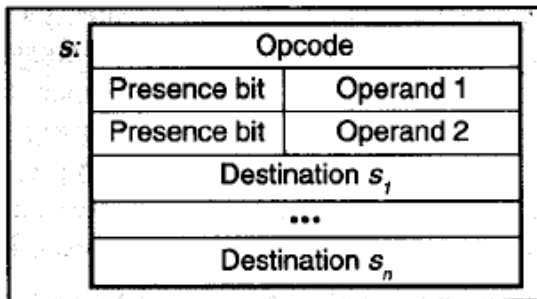 s: Opcode
Presence bit Operand 1
Presence bit Operand 2
Destination s1
...
Destination sn